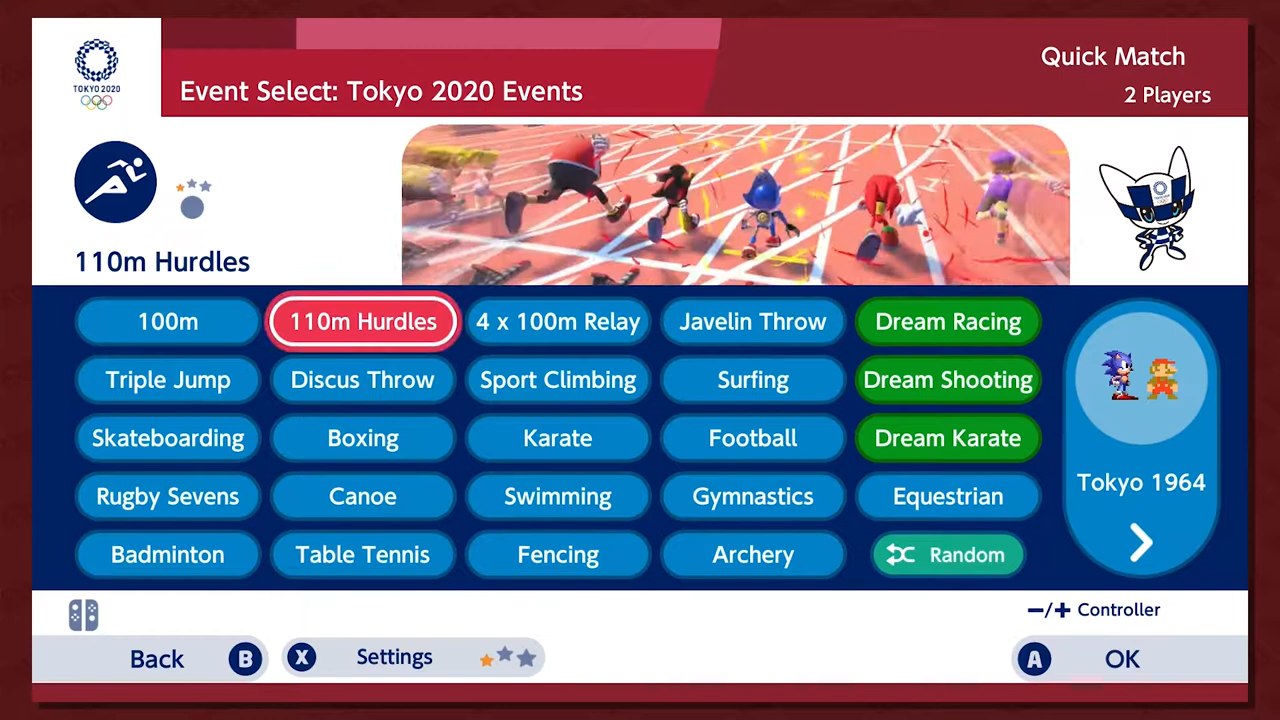 TOKYO 2020
Event Select: Tokyo 2020 Events
Quick Match
2 Players
110m Hurdles
100m
110m Hurdles
4 x 100m Relay
Javelin Throw
Dream Racing
Triple Jump
Discus Throw
Sport Climbing
Surfing
Dream Shooting
Skateboarding
Boxing
Karate
Football
Dream Karate
Rugby Sevens
Canoe
Swimming
Gymnastics
Equestrian
Badminton
Table Tennis
Fencing
Archery
Random
Tokyo 1964
−/+ Controller
Back B
X Settings
A OK